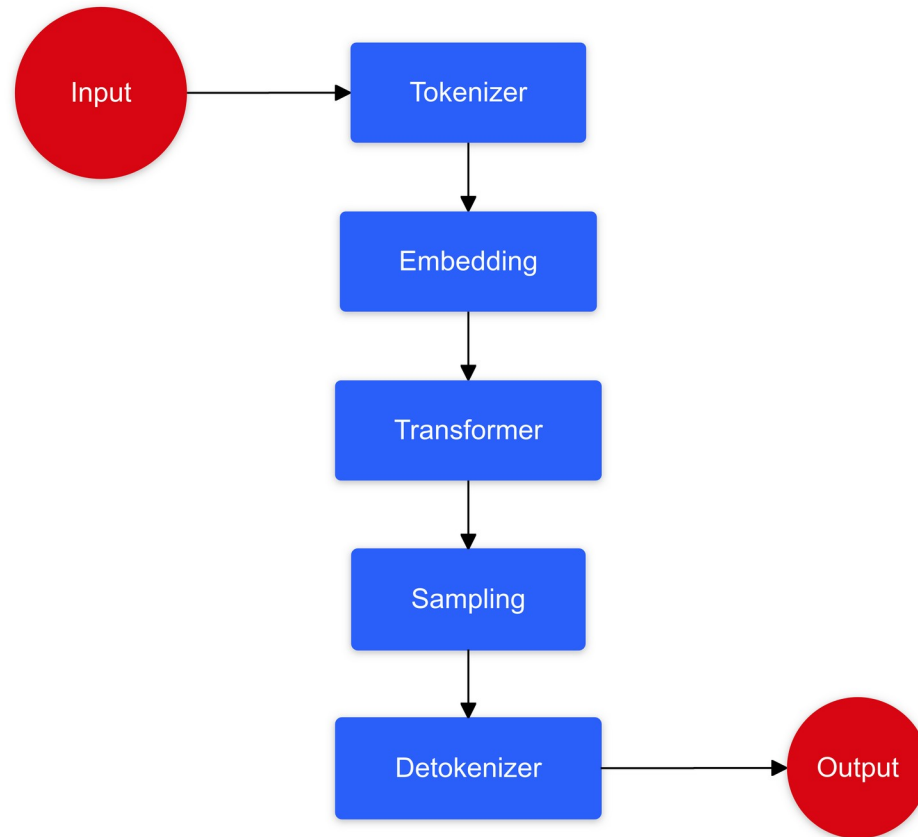 Input
Tokenizer
Embedding
Transformer
Sampling
Detokenizer
Output